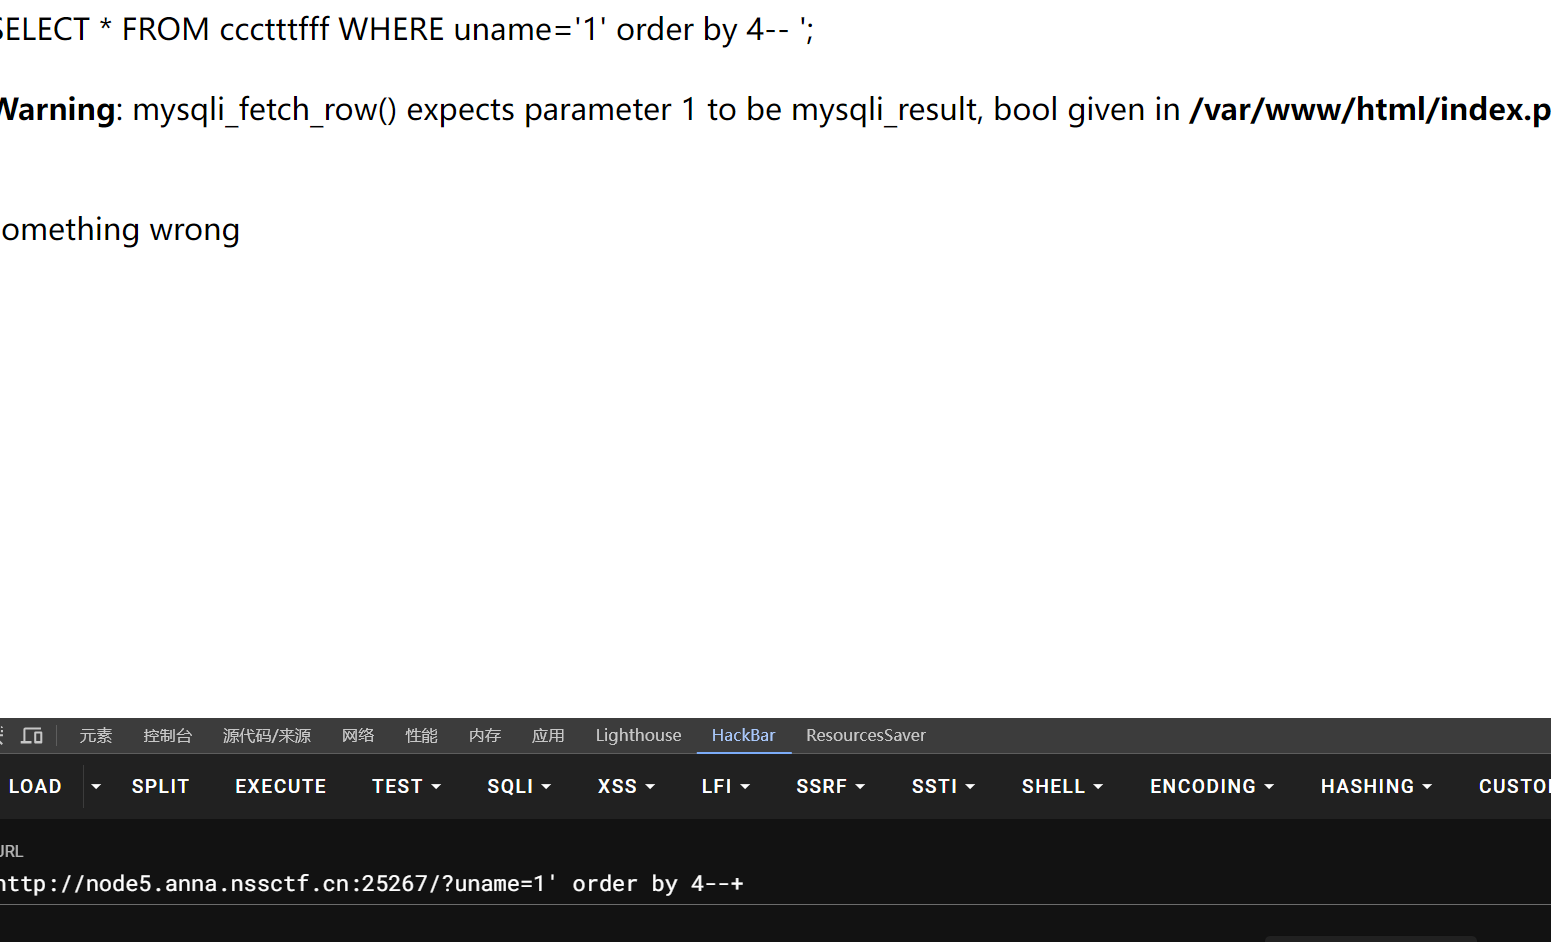 SELECT * FROM ccctttfff WHERE uname='1' order by 4-- ';
Warning: mysqli_fetch_row() expects parameter 1 to be mysqli_result, bool given in /var/www/html/index.p
omething wrong
元素 控制台 源代码/来源 网络 性能 内存 应用 Lighthouse HackBar ResourcesSaver
LOAD SPLIT EXECUTE TEST SQLI XSS LFI SSRF SSTI SHELL ENCODING HASHING CUSTO
URL
http://node5.anna.nssctf.cn:25267/?uname=1' order by 4--+